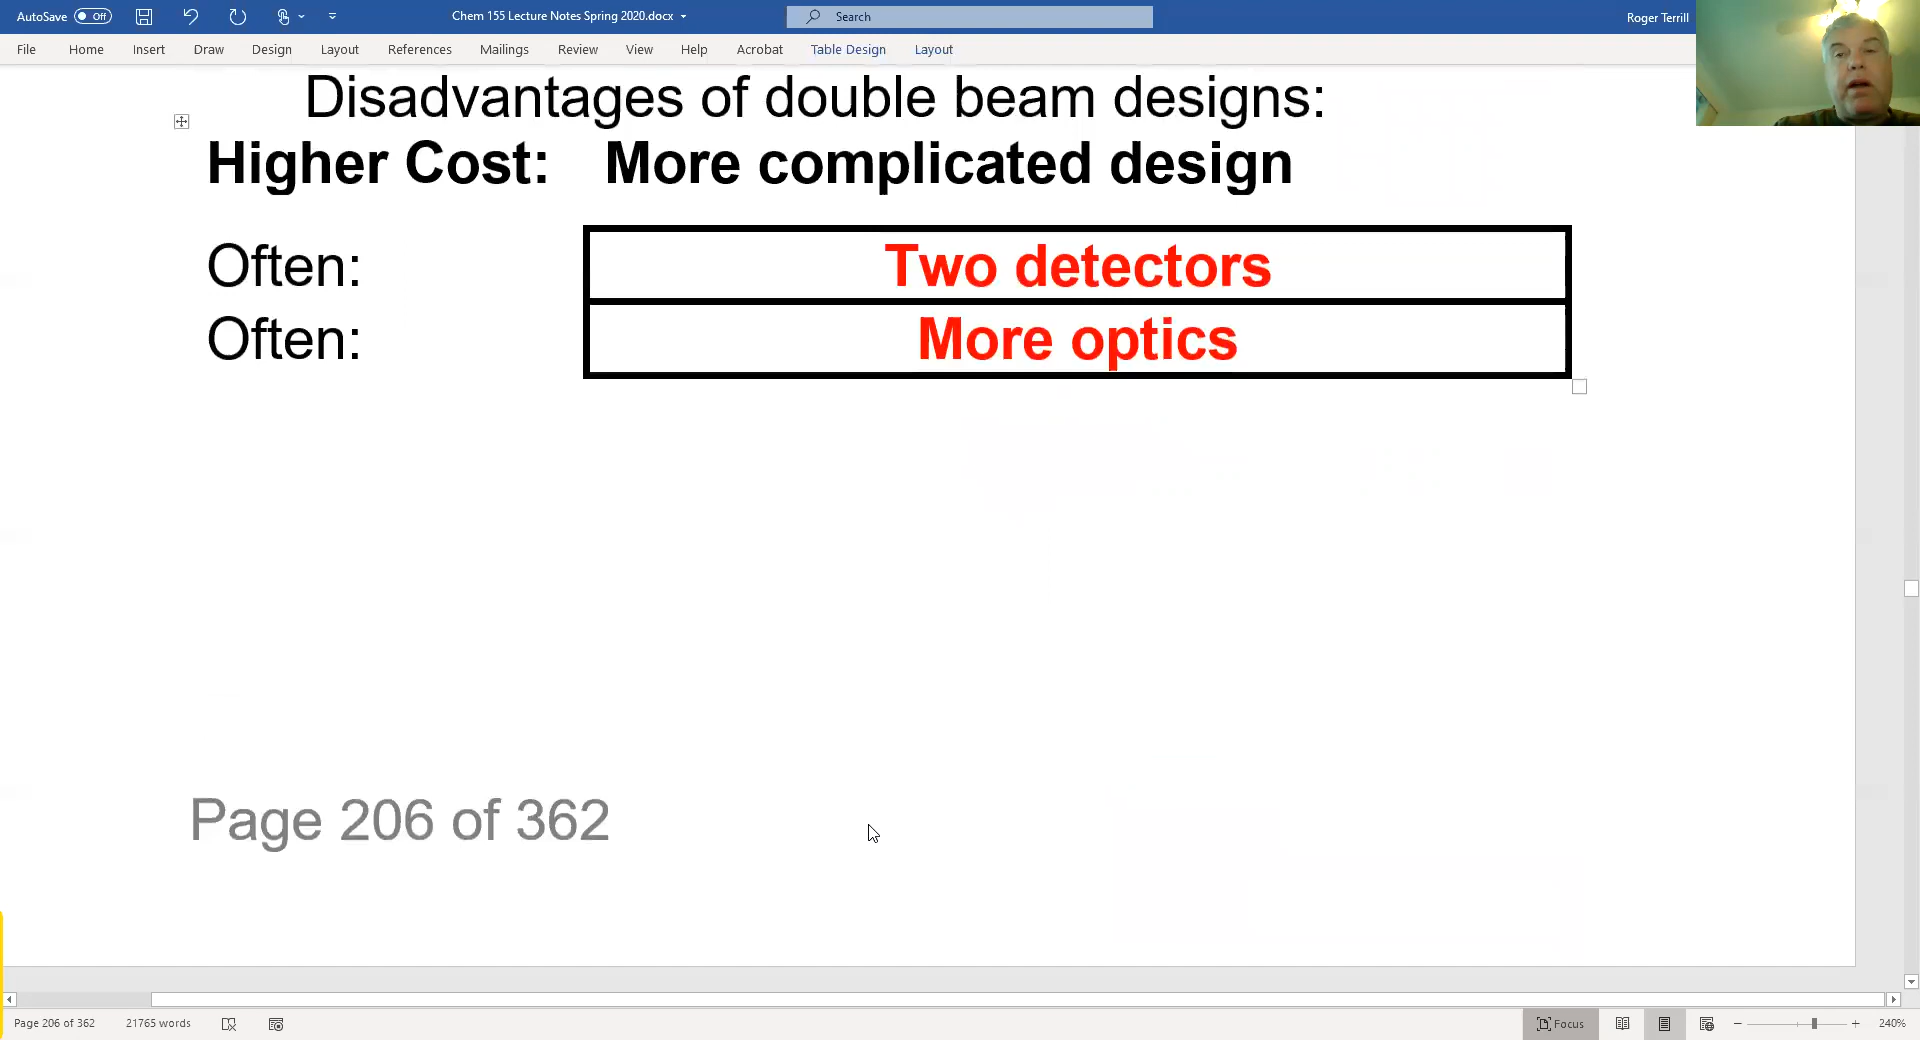 AutoSave Off Chem 155 Lecture Notes Spring 2020.docx Search Roger Terrill
File Home Insert Draw Design Layout References Mailings Review View Help Acrobat Table Design Layout
Disadvantages of double beam designs:
Higher Cost: More complicated design
Often: Two detectors
Often: More optics
Page 206 of 362
Page 206 of 362 21765 words Focus 240%